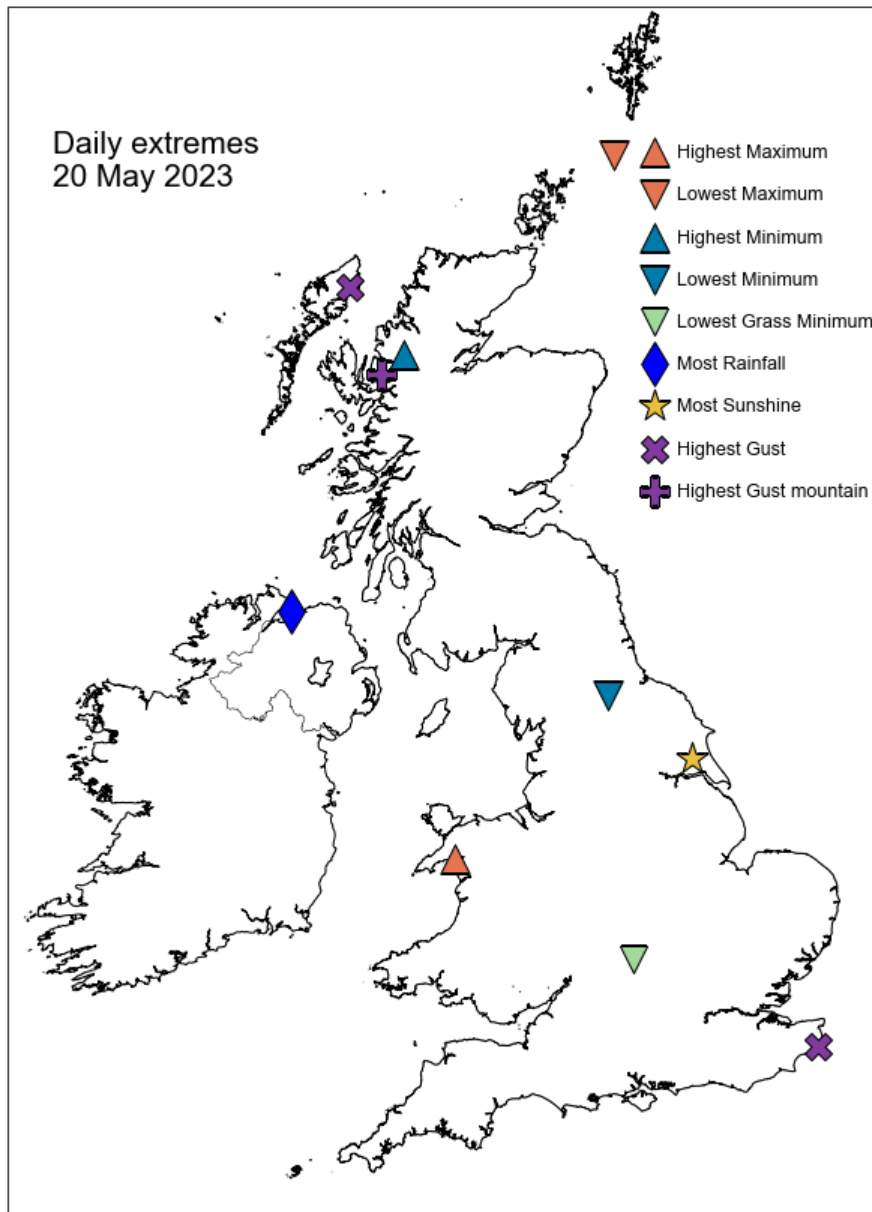 Daily extremes
20 May 2023
Highest Maximum
Lowest Maximum
Highest Minimum
Lowest Minimum
Lowest Grass Minimum
Most Rainfall
Most Sunshine
Highest Gust
Highest Gust mountain